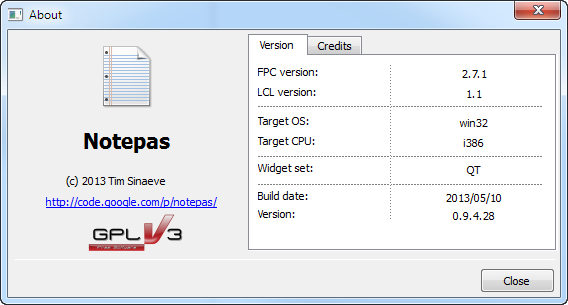 About
Version
Credits
Notepas
(c) 2013 Tim Sinaeve
http://code.google.com/p/notepas/
GPL V3
Free Software
FPC version: 2.7.1
LCL version: 1.1
Target OS: win32
Target CPU: i386
Widget set: QT
Build date: 2013/05/10
Version: 0.9.4.28
Close